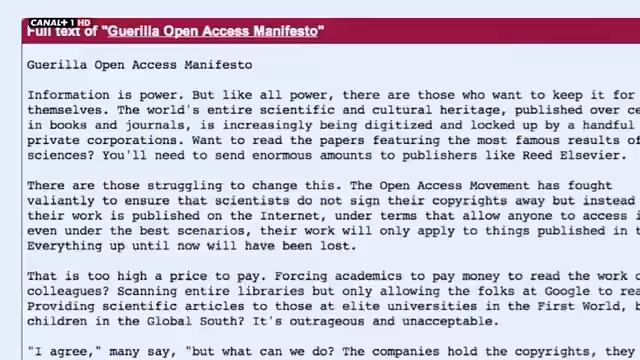 CANAL+ 1 HD
Full text of "Guerilla Open Access Manifesto"
Guerilla Open Access Manifesto
Information is power. But like all power, there are those who want to keep it for
themselves. The world's entire scientific and cultural heritage, published over ce
in books and journals, is increasingly being digitized and locked up by a handful
private corporations. Want to read the papers featuring the most famous results of
sciences? You'll need to send enormous amounts to publishers like Reed Elsevier.
There are those struggling to change this. The Open Access Movement has fought
valiantly to ensure that scientists do not sign their copyrights away but instead
their work is published on the Internet, under terms that allow anyone to access i
even under the best scenarios, their work will only apply to things published in t
Everything up until now will have been lost.
That is too high a price to pay. Forcing academics to pay money to read the work o
colleagues? Scanning entire libraries but only allowing the folks at Google to rea
Providing scientific articles to those at elite universities in the First World, b
children in the Global South? It's outrageous and unacceptable.
"I agree," many say, "but what can we do? The companies hold the copyrights, they